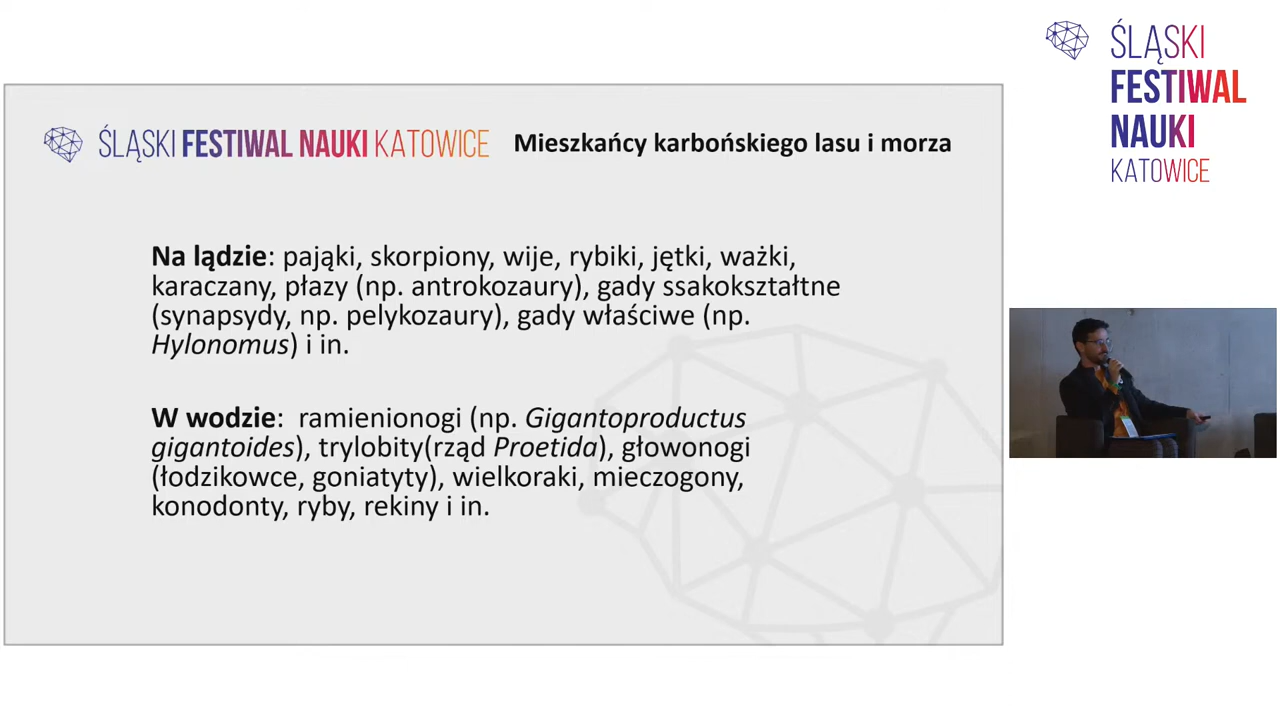 ŚLĄSKI FESTIWAL NAUKI KATOWICE
Mieszkańcy karbońskiego lasu i morza
Na lądzie: pająki, skorpiony, wije, rybiki, jętki, ważki,
karaczany, płazy (np. antrokozaury), gady ssakokształtne
(synapsydy, np. pelykozaury), gady właściwe (np.
Hylonomus) i in.
W wodzie: ramienionogi (np. Gigantoproductus
gigantoides), trylobity(rząd Proetida), głowonogi
(łodzikowce, goniatyty), wielkoraki, mieczogony,
konodonty, ryby, rekiny i in.
ŚLĄSKI
FESTIWAL
NAUKI
KATOWICE